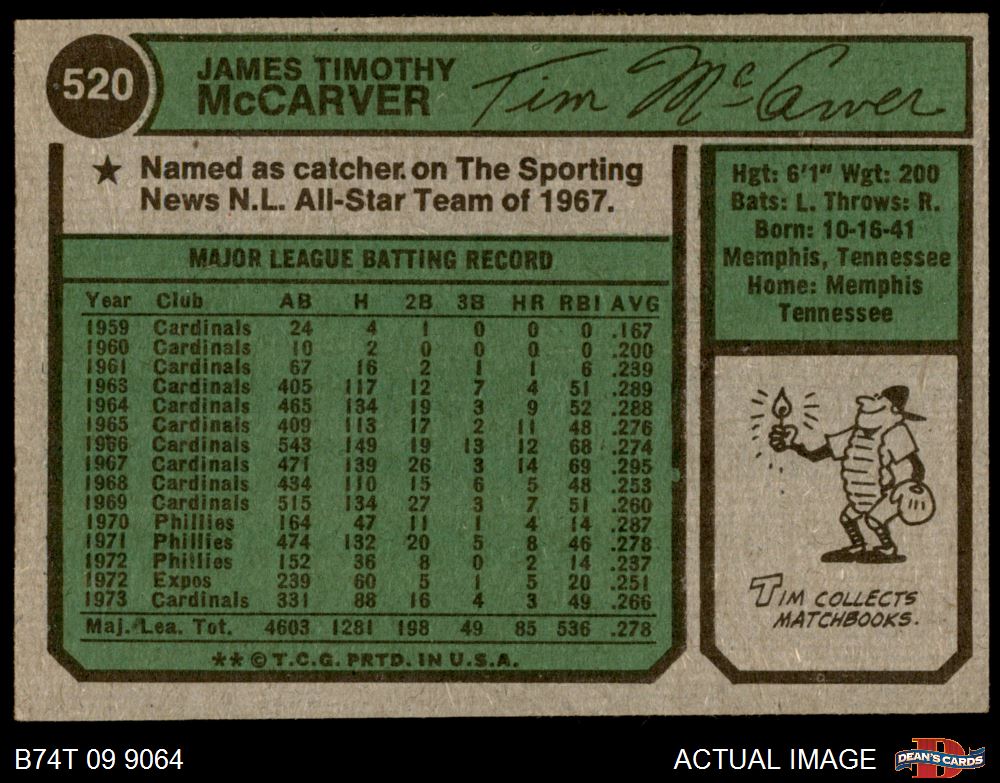 520
JAMES TIMOTHY
McCARVER
Tim McCarver
★ Named as catcher on The Sporting
News N.L. All-Star Team of 1967.
MAJOR LEAGUE BATTING RECORD
Year Club AB H 2B 3B HR RBI AVG
1959 Cardinals 24 4 1 0 0 0 .167
1960 Cardinals 10 2 0 0 0 0 .200
1961 Cardinals 67 16 2 1 1 6 .239
1963 Cardinals 405 117 12 7 4 51 .289
1964 Cardinals 465 134 19 3 9 52 .288
1965 Cardinals 409 113 17 2 11 48 .276
1966 Cardinals 543 149 19 13 12 68 .274
1967 Cardinals 471 139 26 3 14 69 .295
1968 Cardinals 434 110 15 6 5 48 .253
1969 Cardinals 515 134 27 3 7 51 .260
1970 Phillies 164 47 11 1 4 14 .287
1971 Phillies 474 132 20 5 8 46 .278
1972 Phillies 152 36 8 0 2 14 .237
1972 Expos 239 60 5 1 5 20 .251
1973 Cardinals 331 88 16 4 3 49 .266
Maj. Lea. Tot. 4603 1281 198 49 85 536 .278
** © T.C.G. PRTD. IN U.S.A.
Hgt: 6'1" Wgt: 200
Bats: L. Throws: R.
Born: 10-16-41
Memphis, Tennessee
Home: Memphis
Tennessee
TIM COLLECTS
MATCHBOOKS.
B74T 09 9064
ACTUAL IMAGE
D
DEAN'S CARDS